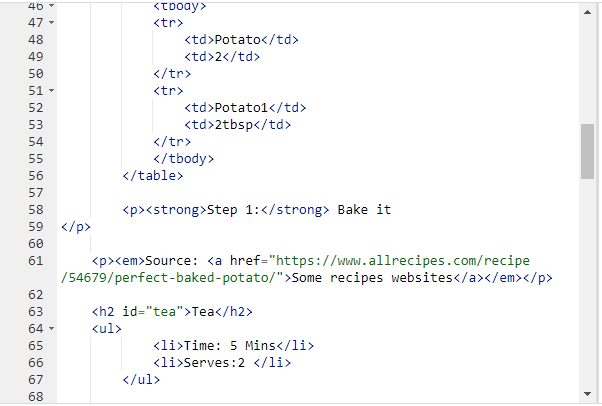 46 <tbody>
47 <tr>
48 <td>Potato</td>
49 <td>2</td>
50 </tr>
51 <tr>
52 <td>Potato1</td>
53 <td>2tbsp</td>
54 </tr>
55 </tbody>
56 </table>
57
58 <p><strong>Step 1:</strong> Bake it
59 </p>
60
61 <p><em>Source: <a href="https://www.allrecipes.com/recipe
/54679/perfect-baked-potato/">Some recipes websites</a></em></p>
62
63 <h2 id="tea">Tea</h2>
64 <ul>
65 <li>Time: 5 Mins</li>
66 <li>Serves:2 </li>
67 </ul>
68